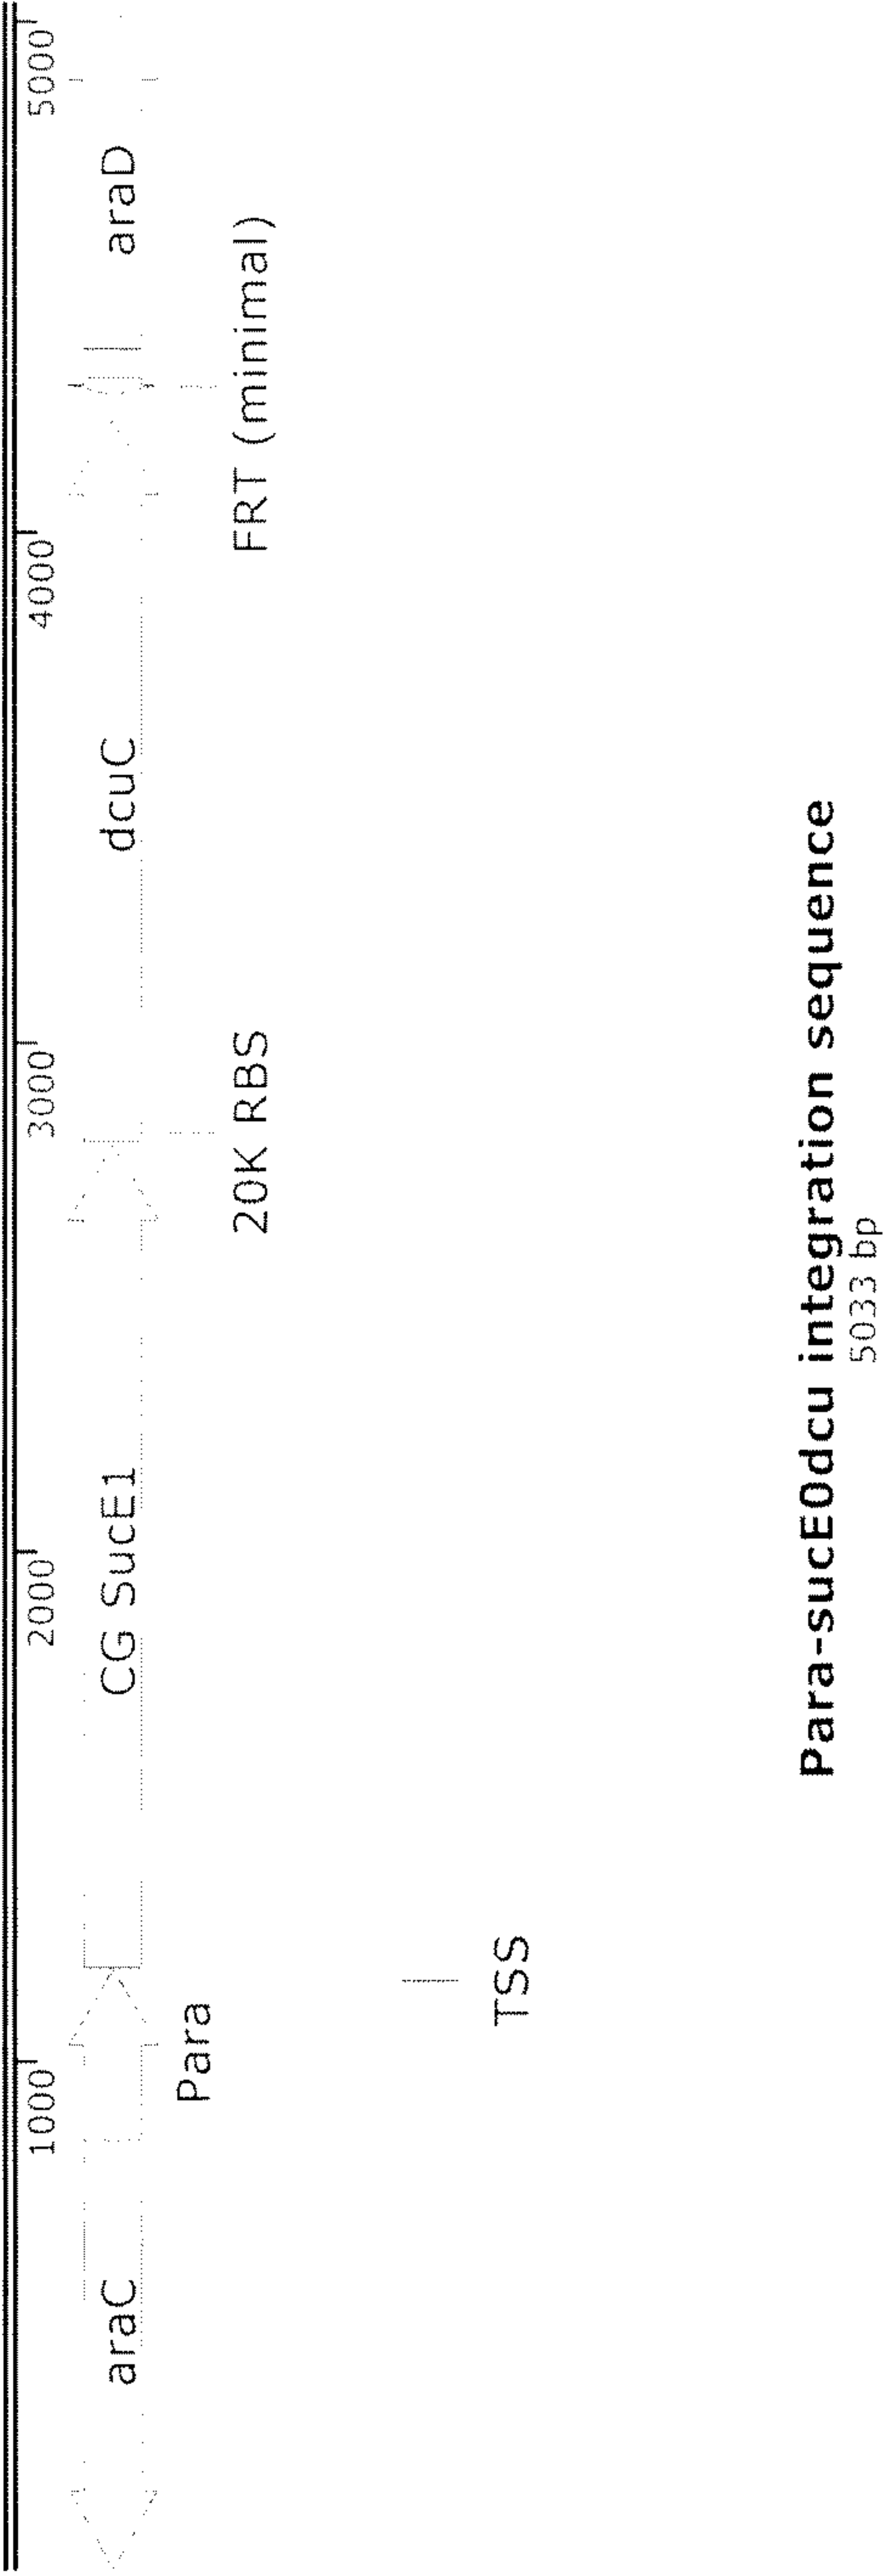 1000
2000
3000
4000
5000
araC
Para
CG SucE1
dcuC
araD
TSS
20K RBS
FRT (minimal)
Para-sucE0dcu integration sequence
5033 bp